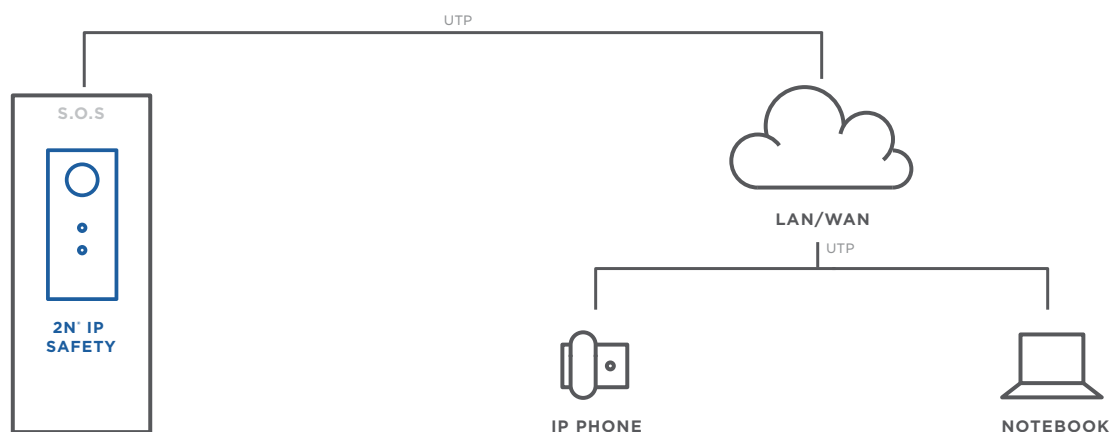 UTP
S.O.S
2N® IP
SAFETY
LAN/WAN
UTP
IP PHONE
NOTEBOOK